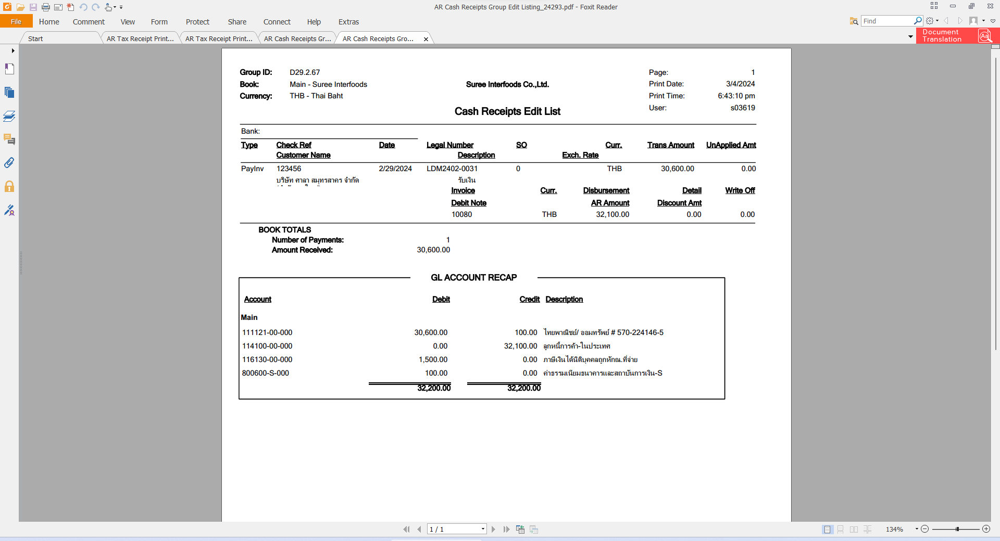 AR Cash Receipts Group Edit Listing_24293.pdf - Foxit Reader
File Home Comment View Form Protect Share Connect Help Extras
Find
Start
AR Tax Receipt Print...
AR Tax Receipt Print...
AR Cash Receipts Gr...
AR Cash Receipts Gro...
Document
Translation
Group ID: D29.2.67 Page: 1
Book: Main - Suree Interfoods Suree Interfoods Co.,Ltd. Print Date: 3/4/2024
Currency: THB - Thai Baht Print Time: 6:43:10 pm
Cash Receipts Edit List User: s03619
Bank:
Type Check Ref Date Legal Number SO Curr. Trans Amount UnApplied Amt
Customer Name Description Exch. Rate
PayInv 123456 2/29/2024 LDM2402-0031 0 THB 30,600.00 0.00
บริษัท ศาลา สมุทรสาคร จำกัด รับเงิน
Invoice Curr. Disbursement Detail Write Off
Debit Note AR Amount Discount Amt
10080 THB 32,100.00 0.00 0.00
BOOK TOTALS
Number of Payments: 1
Amount Received: 30,600.00
GL ACCOUNT RECAP
Account Debit Credit Description
Main
111121-00-000 30,600.00 100.00 ไทยพาณิชย์/ ออมทรัพย์ # 570-224146-5
114100-00-000 0.00 32,100.00 ลูกหนี้การค้า-ในประเทศ
116130-00-000 1,500.00 0.00 ภาษีเงินได้นิติบุคคลถูกหักณ.ที่จ่าย
800600-S-000 100.00 0.00 ค่าธรรมเนียมธนาคารและสถาบันการเงิน-S
32,200.00 32,200.00
1 / 1
134%